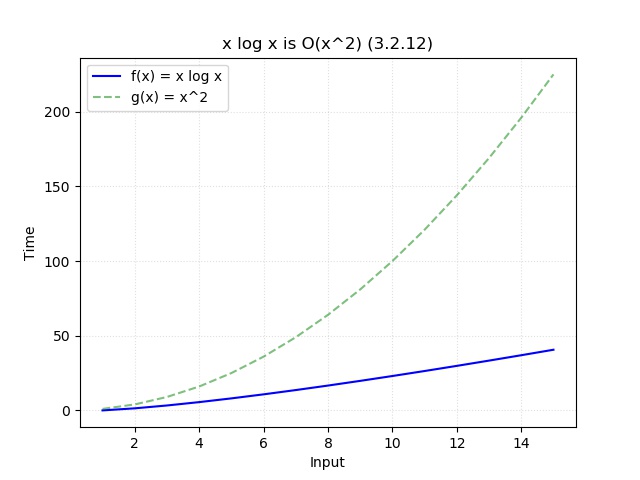 x log x is O(x^2) (3.2.12)
f(x) = x log x
g(x) = x^2
200
150
100
50
0
Time
2 4 6 8 10 12 14
Input